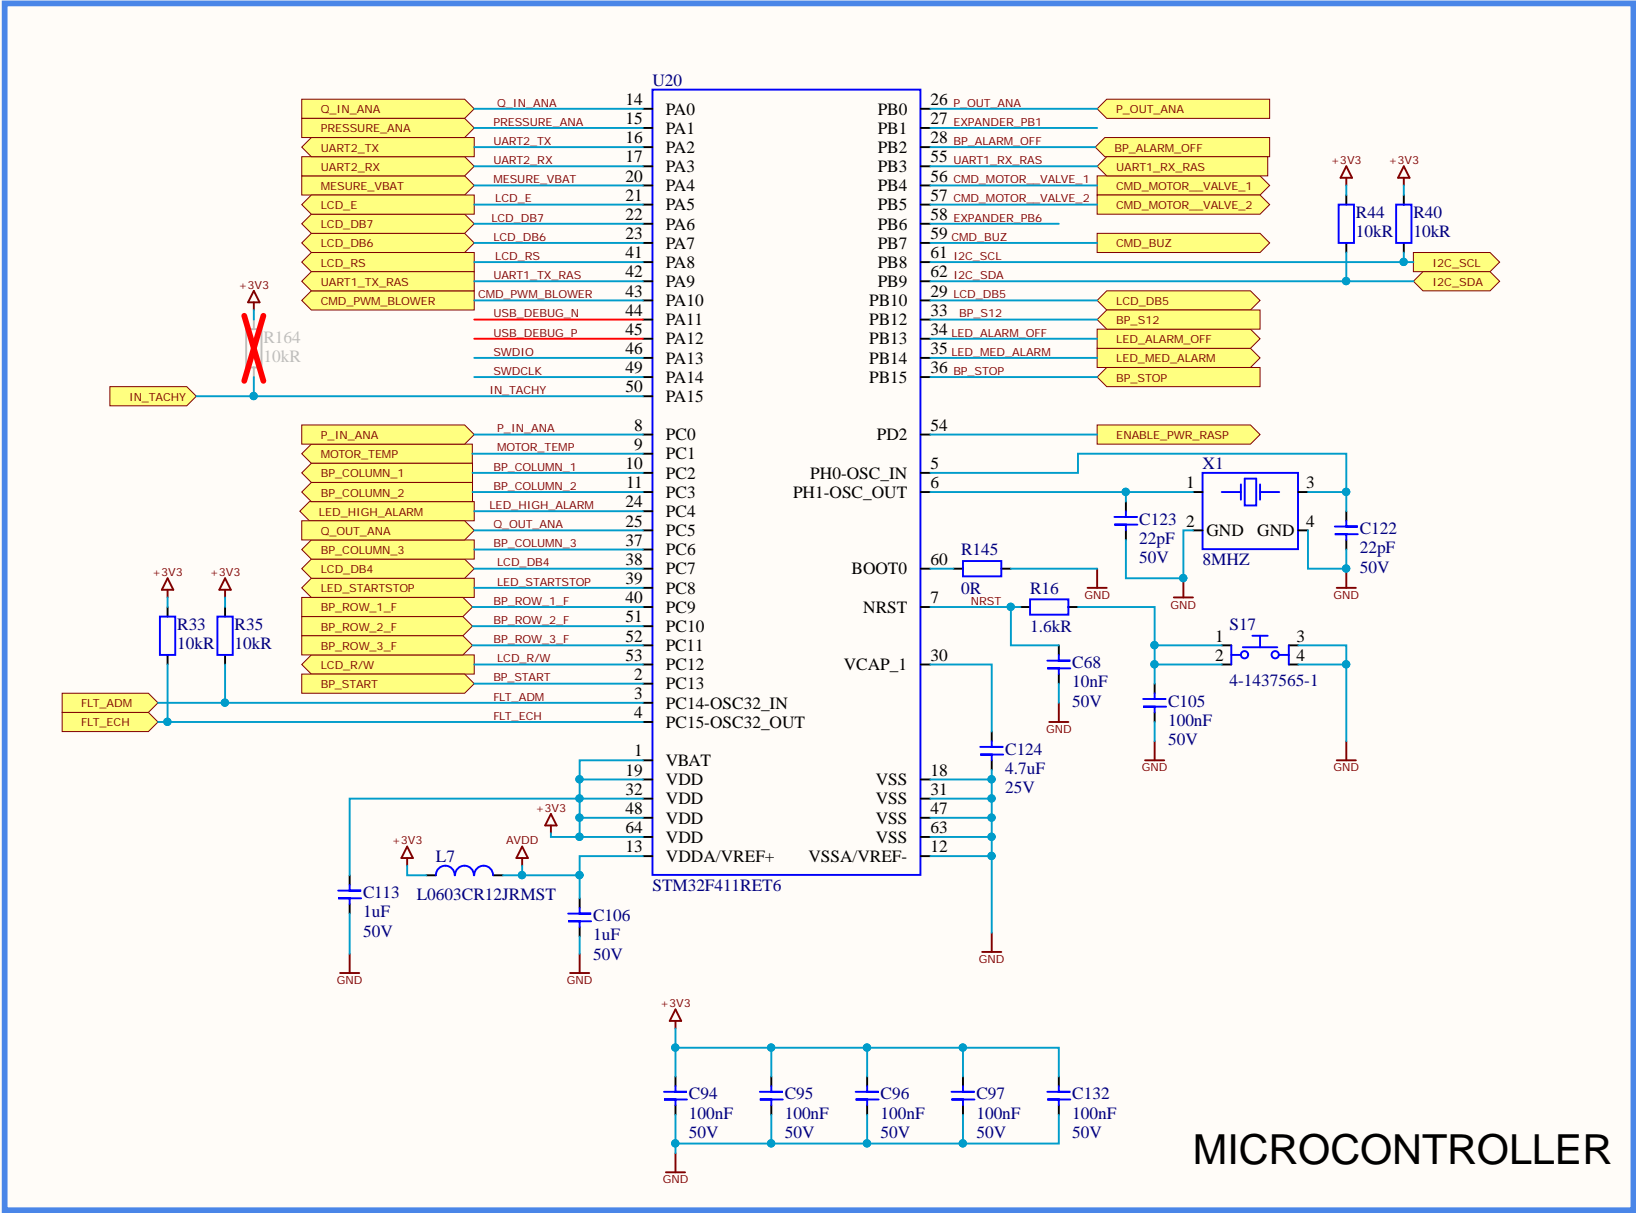 U20
Q_IN_ANA Q_IN_ANA 14 PA0 PB0 26 P_OUT_ANA P_OUT_ANA
PRESSURE_ANA PRESSURE_ANA 15 PA1 PB1 27 EXPANDER_PB1
UART2_TX UART2_TX 16 PA2 PB2 28 BP_ALARM_OFF BP_ALARM_OFF
UART2_RX UART2_RX 17 PA3 PB3 55 UART1_RX_RAS UART1_RX_RAS
MESURE_VBAT MESURE_VBAT 20 PA4 PB4 56 CMD_MOTOR__VALVE_1 CMD_MOTOR__VALVE_1
LCD_E LCD_E 21 PA5 PB5 57 CMD_MOTOR__VALVE_2 CMD_MOTOR__VALVE_2
LCD_DB7 LCD_DB7 22 PA6 PB6 58 EXPANDER_PB6
LCD_DB6 LCD_DB6 23 PA7 PB7 59 CMD_BUZ CMD_BUZ
LCD_RS LCD_RS 41 PA8 PB8 61 I2C_SCL I2C_SCL
UART1_TX_RAS UART1_TX_RAS 42 PA9 PB9 62 I2C_SDA I2C_SDA
CMD_PWM_BLOWER CMD_PWM_BLOWER 43 PA10 PB10 29 LCD_DB5 LCD_DB5
USB_DEBUG_N 44 PA11 PB12 33 BP_S12 BP_S12
USB_DEBUG_P 45 PA12 PB13 34 LED_ALARM_OFF LED_ALARM_OFF
SWDIO 46 PA13 PB14 35 LED_MED_ALARM LED_MED_ALARM
SWDCLK 49 PA14 PB15 36 BP_STOP BP_STOP
IN_TACHY IN_TACHY 50 PA15
+3V3
R164
10kR
+3V3 +3V3
R44 R40
10kR 10kR
P_IN_ANA P_IN_ANA 8 PC0 PD2 54 ENABLE_PWR_RASP
MOTOR_TEMP MOTOR_TEMP 9 PC1
BP_COLUMN_1 BP_COLUMN_1 10 PC2 PH0-OSC_IN 5
BP_COLUMN_2 BP_COLUMN_2 11 PC3 PH1-OSC_OUT 6
LED_HIGH_ALARM LED_HIGH_ALARM 24 PC4
Q_OUT_ANA Q_OUT_ANA 25 PC5
BP_COLUMN_3 BP_COLUMN_3 37 PC6
LCD_DB4 LCD_DB4 38 PC7 BOOT0 60
LED_STARTSTOP LED_STARTSTOP 39 PC8
BP_ROW_1_F BP_ROW_1_F 40 PC9 NRST 7 NRST
BP_ROW_2_F BP_ROW_2_F 51 PC10
BP_ROW_3_F BP_ROW_3_F 52 PC11
LCD_R/W LCD_R/W 53 PC12 VCAP_1 30
BP_START BP_START 2 PC13
FLT_ADM FLT_ADM 3 PC14-OSC32_IN
FLT_ECH FLT_ECH 4 PC15-OSC32_OUT
+3V3 +3V3
R33 R35
10kR 10kR
X1
1 3
2 GND GND 4
8MHZ
C123
22pF
50V
C122
22pF
50V
GND GND
R145
0R
GND
R16
1.6kR
C68
10nF
50V
GND
S17
1 3
2 4
4-1437565-1
C105
100nF
50V
GND GND
1 VBAT
19 VDD VSS 18
32 VDD VSS 31
48 VDD VSS 47
64 VDD VSS 63
13 VDDA/VREF+ VSSA/VREF- 12
STM32F411RET6
C124
4.7uF
25V
GND
+3V3
+3V3 AVDD
L7
L0603CR12JRMST
C113
1uF
50V
GND
C106
1uF
50V
GND
+3V3
C94 C95 C96 C97 C132
100nF 100nF 100nF 100nF 100nF
50V 50V 50V 50V 50V
GND
MICROCONTROLLER